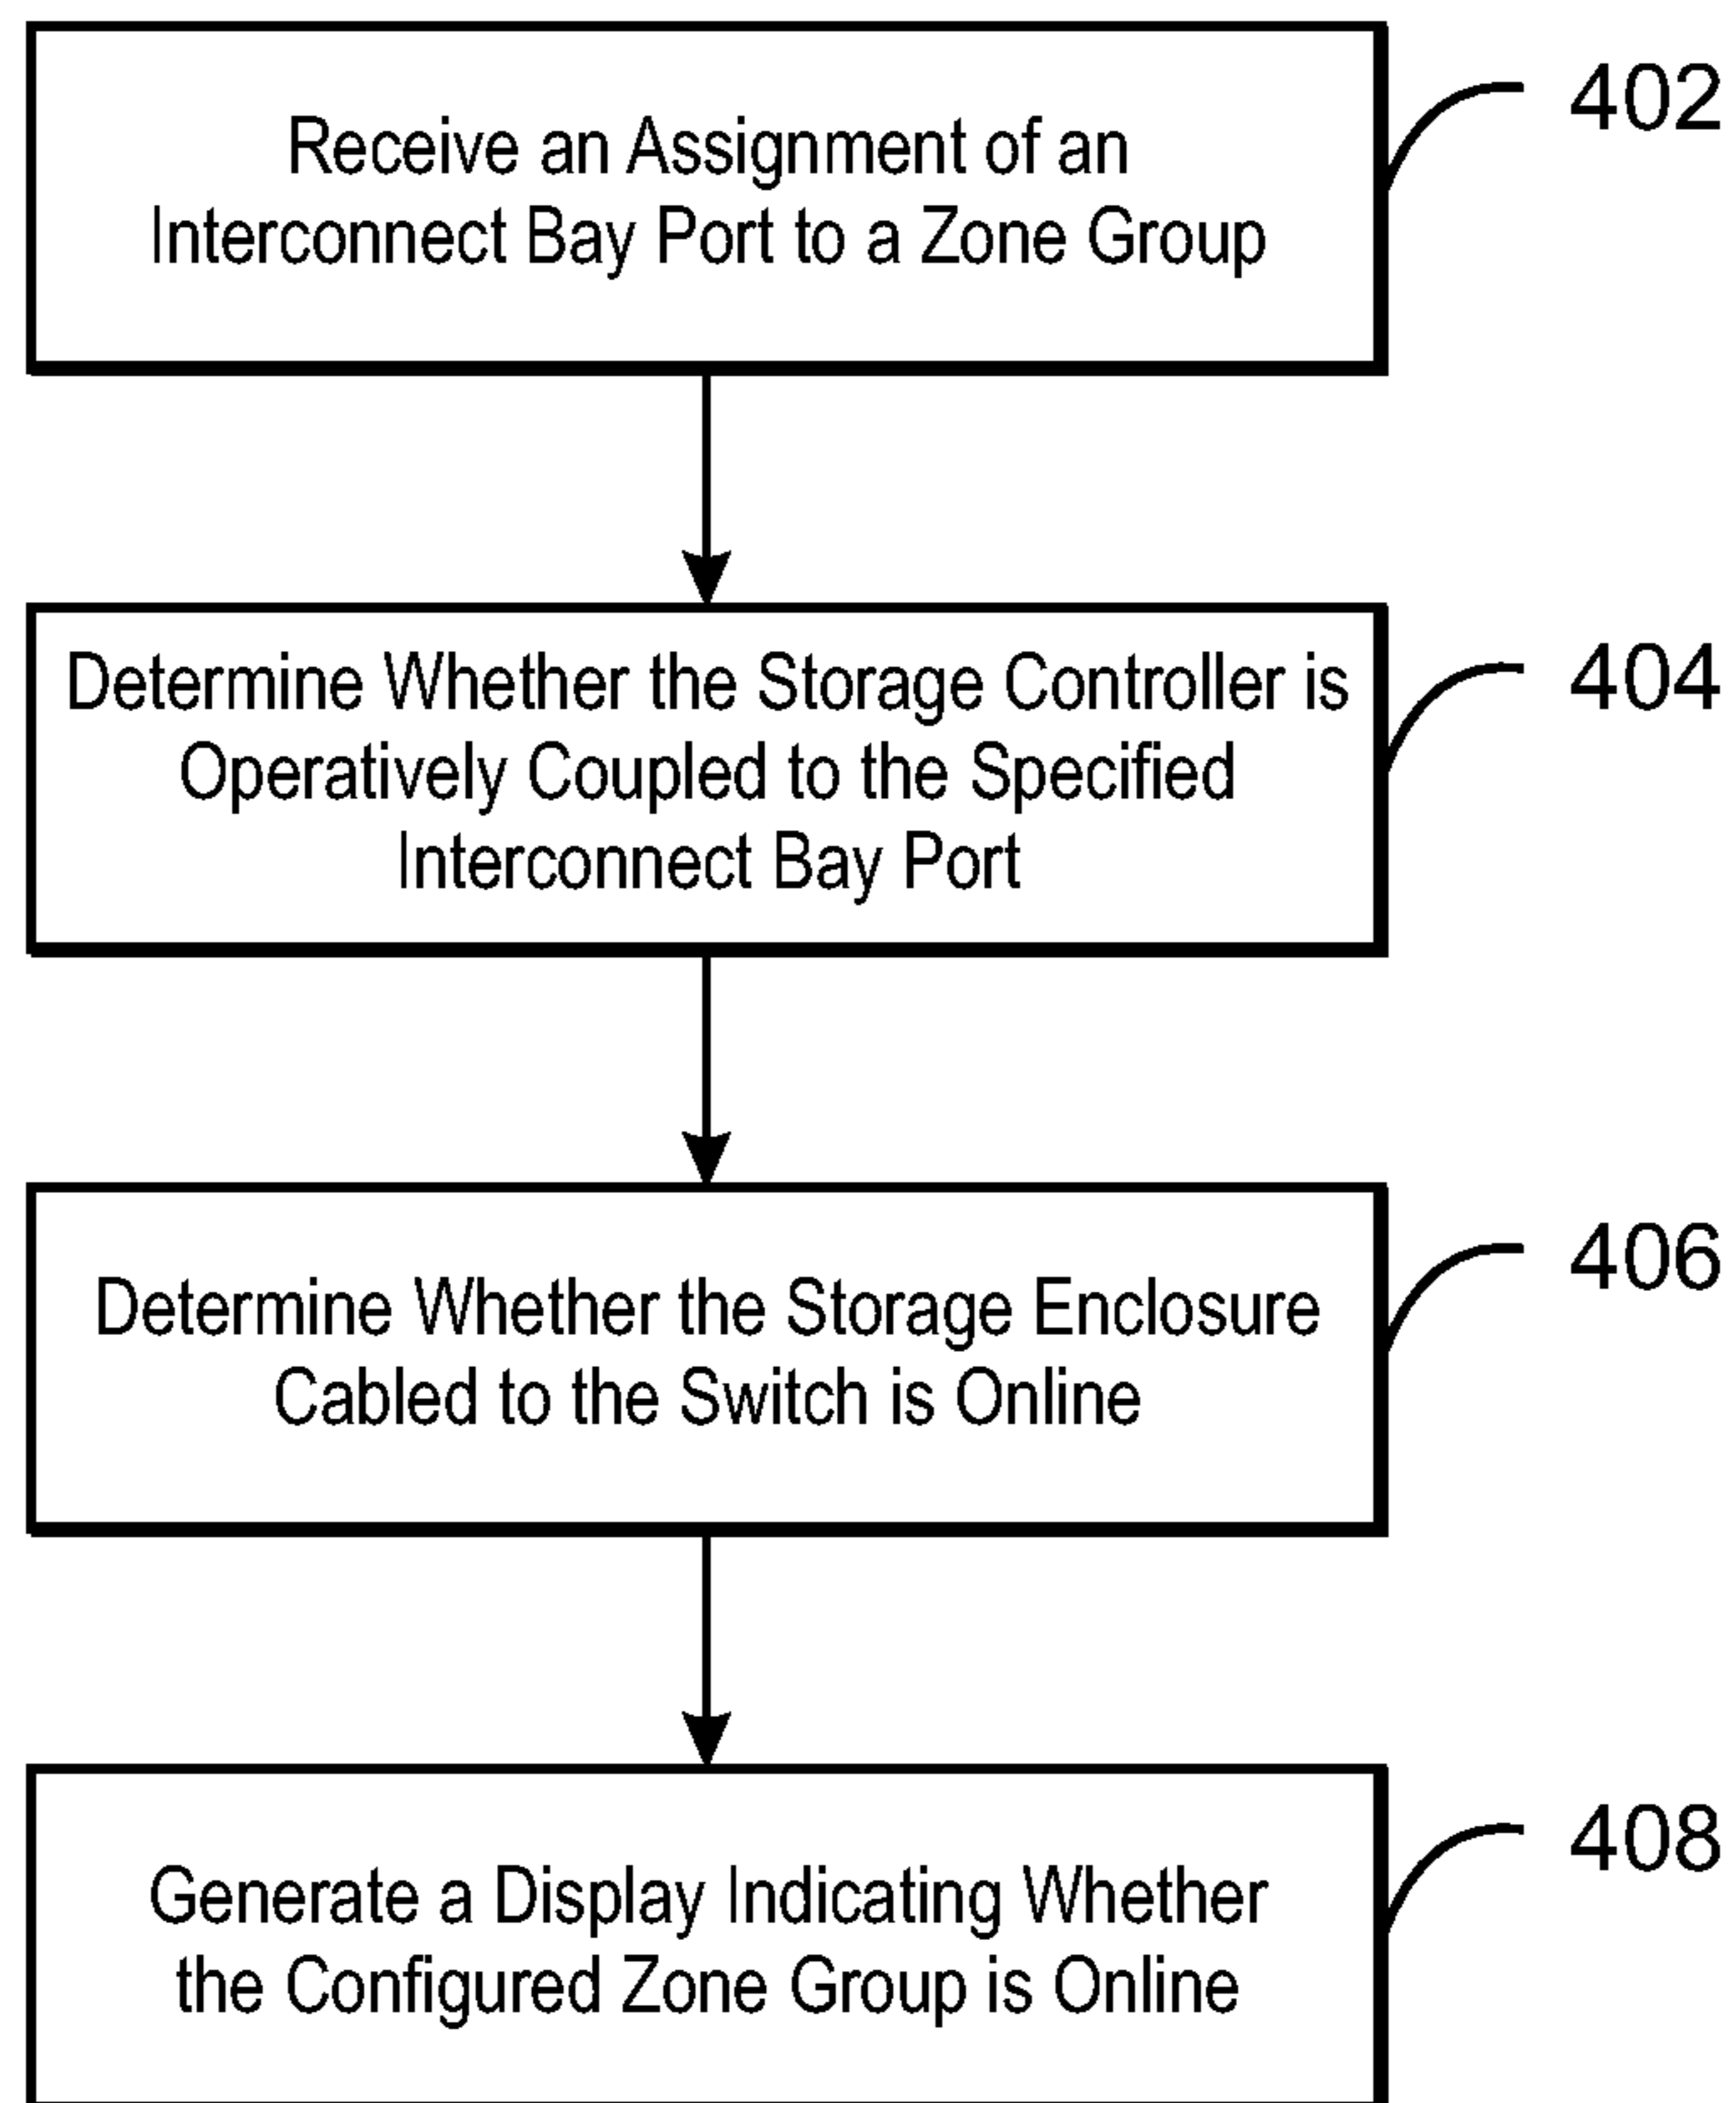 Receive an Assignment of an
Interconnect Bay Port to a Zone Group
402
Determine Whether the Storage Controller is
Operatively Coupled to the Specified
Interconnect Bay Port
404
Determine Whether the Storage Enclosure
Cabled to the Switch is Online
406
Generate a Display Indicating Whether
the Configured Zone Group is Online
408